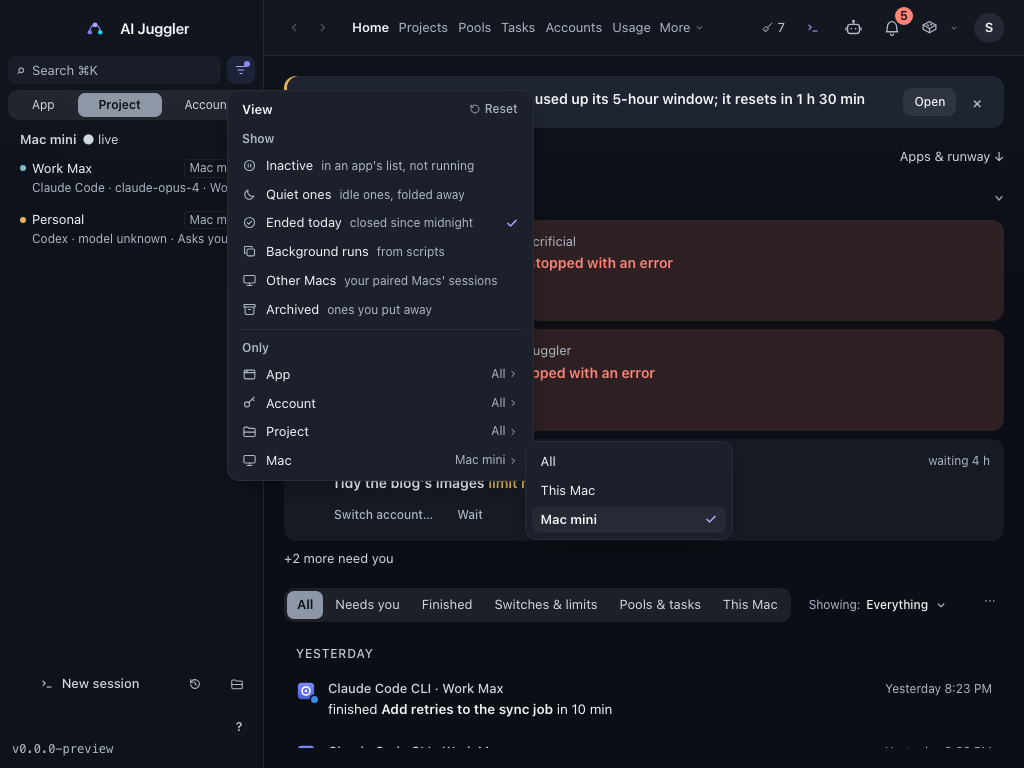 AI Juggler
Home Projects Pools Tasks Accounts Usage More
7
5
S
Search ⌘K
App Project Accoun
Mac mini live
Work Max Mac m
Claude Code · claude-opus-4 · Wo
Personal Mac m
Codex · model unknown · Asks you
New session
?
v0.0.0-preview
View Reset
Show
Inactive in an app's list, not running
Quiet ones idle ones, folded away
Ended today closed since midnight
Background runs from scripts
Other Macs your paired Macs' sessions
Archived ones you put away
Only
App All
Account All
Project All
Mac Mac mini
All
This Mac
Mac mini
used up its 5-hour window; it resets in 1 h 30 min
Open
Apps & runway ↓
crificial
stopped with an error
uggler
pped with an error
waiting 4 h
Tidy the blog's images limit
Switch account… Wait
+2 more need you
All Needs you Finished Switches & limits Pools & tasks This Mac
Showing: Everything
YESTERDAY
Claude Code CLI · Work Max Yesterday 8:23 PM
finished Add retries to the sync job in 10 min